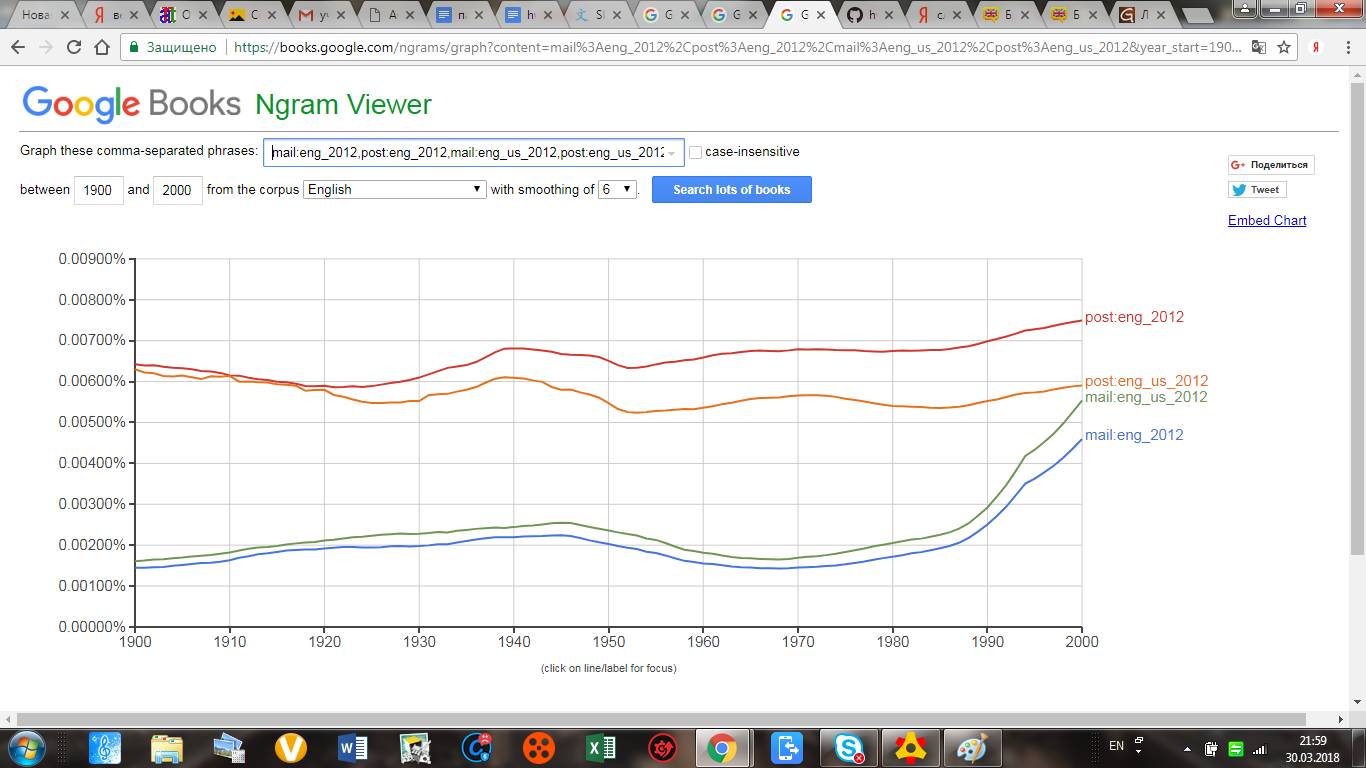 Нова
в
О
С
уч
A
п
h
S
G
G
G
h
сл
Б
Б
Л
Защищено https://books.google.com/ngrams/graph?content=mail%3Aeng_2012%2Cpost%3Aeng_2012%2Cmail%3Aeng_us_2012%2Cpost%3Aeng_us_2012&year_start=190...
Google Books Ngram Viewer
Graph these comma-separated phrases: mail:eng_2012,post:eng_2012,mail:eng_us_2012,post:eng_us_2012 case-insensitive
between 1900 and 2000 from the corpus English with smoothing of 6 . Search lots of books
G+ Поделиться
Tweet
Embed Chart
0.00900%
0.00800%
0.00700%
0.00600%
0.00500%
0.00400%
0.00300%
0.00200%
0.00100%
0.00000%
post:eng_2012
post:eng_us_2012
mail:eng_us_2012
mail:eng_2012
1900 1910 1920 1930 1940 1950 1960 1970 1980 1990 2000
(click on line/label for focus)
EN
21:59
30.03.2018